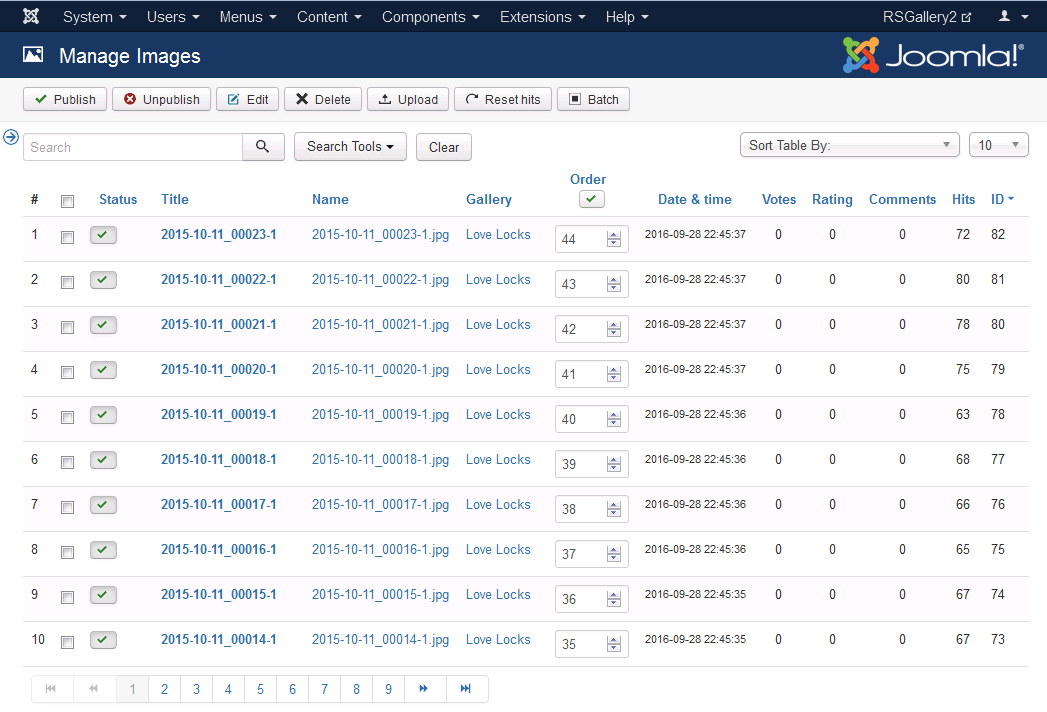 System Users Menus Content Components Extensions Help RSGallery2
Manage Images Joomla!®
Publish Unpublish Edit Delete Upload Reset hits Batch
Search Search Tools Clear Sort Table By: 10
# Status Title Name Gallery Order Date & time Votes Rating Comments Hits ID
1 2015-10-11_00023-1 2015-10-11_00023-1.jpg Love Locks 44 2016-09-28 22:45:37 0 0 0 72 82
2 2015-10-11_00022-1 2015-10-11_00022-1.jpg Love Locks 43 2016-09-28 22:45:37 0 0 0 80 81
3 2015-10-11_00021-1 2015-10-11_00021-1.jpg Love Locks 42 2016-09-28 22:45:37 0 0 0 78 80
4 2015-10-11_00020-1 2015-10-11_00020-1.jpg Love Locks 41 2016-09-28 22:45:37 0 0 0 75 79
5 2015-10-11_00019-1 2015-10-11_00019-1.jpg Love Locks 40 2016-09-28 22:45:36 0 0 0 63 78
6 2015-10-11_00018-1 2015-10-11_00018-1.jpg Love Locks 39 2016-09-28 22:45:36 0 0 0 68 77
7 2015-10-11_00017-1 2015-10-11_00017-1.jpg Love Locks 38 2016-09-28 22:45:36 0 0 0 66 76
8 2015-10-11_00016-1 2015-10-11_00016-1.jpg Love Locks 37 2016-09-28 22:45:36 0 0 0 65 75
9 2015-10-11_00015-1 2015-10-11_00015-1.jpg Love Locks 36 2016-09-28 22:45:35 0 0 0 67 74
10 2015-10-11_00014-1 2015-10-11_00014-1.jpg Love Locks 35 2016-09-28 22:45:35 0 0 0 67 73
1 2 3 4 5 6 7 8 9